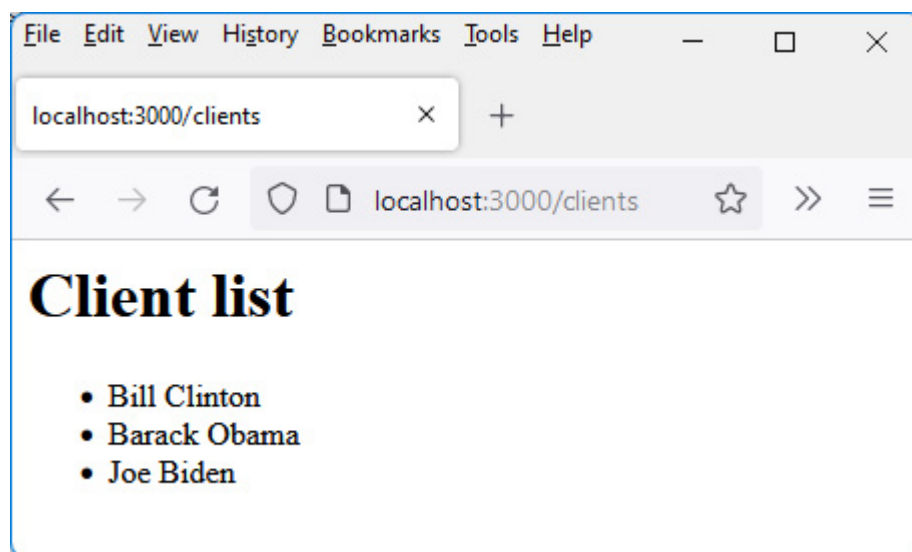 File Edit View History Bookmarks Tools Help
localhost:3000/clients
localhost:3000/clients
Client list
• Bill Clinton
• Barack Obama
• Joe Biden